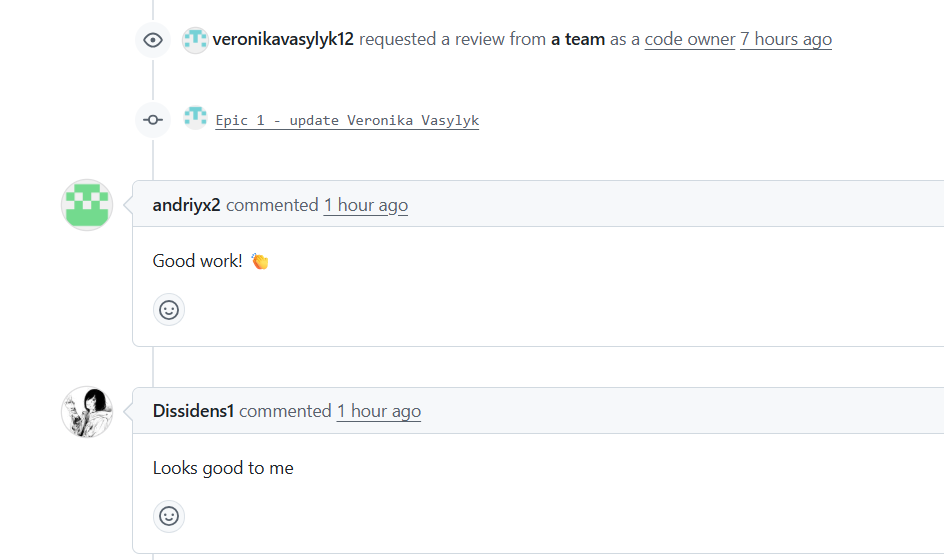 veronikavasylyk12 requested a review from a team as a code owner 7 hours ago
Epic 1 - update Veronika Vasylyk
andriyx2 commented 1 hour ago
Good work! 👏
Dissidens1 commented 1 hour ago
Looks good to me